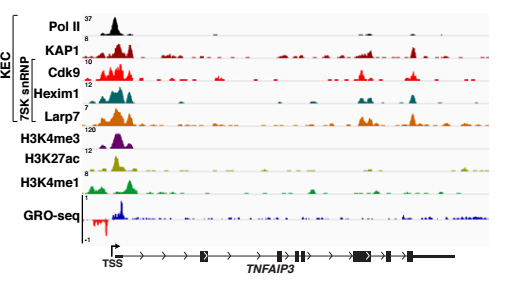 37
Pol II
8
KAP1
10
Cdk9
12
Hexim1
7
Larp7
120
H3K4me3
12
H3K27ac
8
H3K4me1
1
GRO-seq
-1
KEC
7SK snRNP
TSS
TNFAIP3